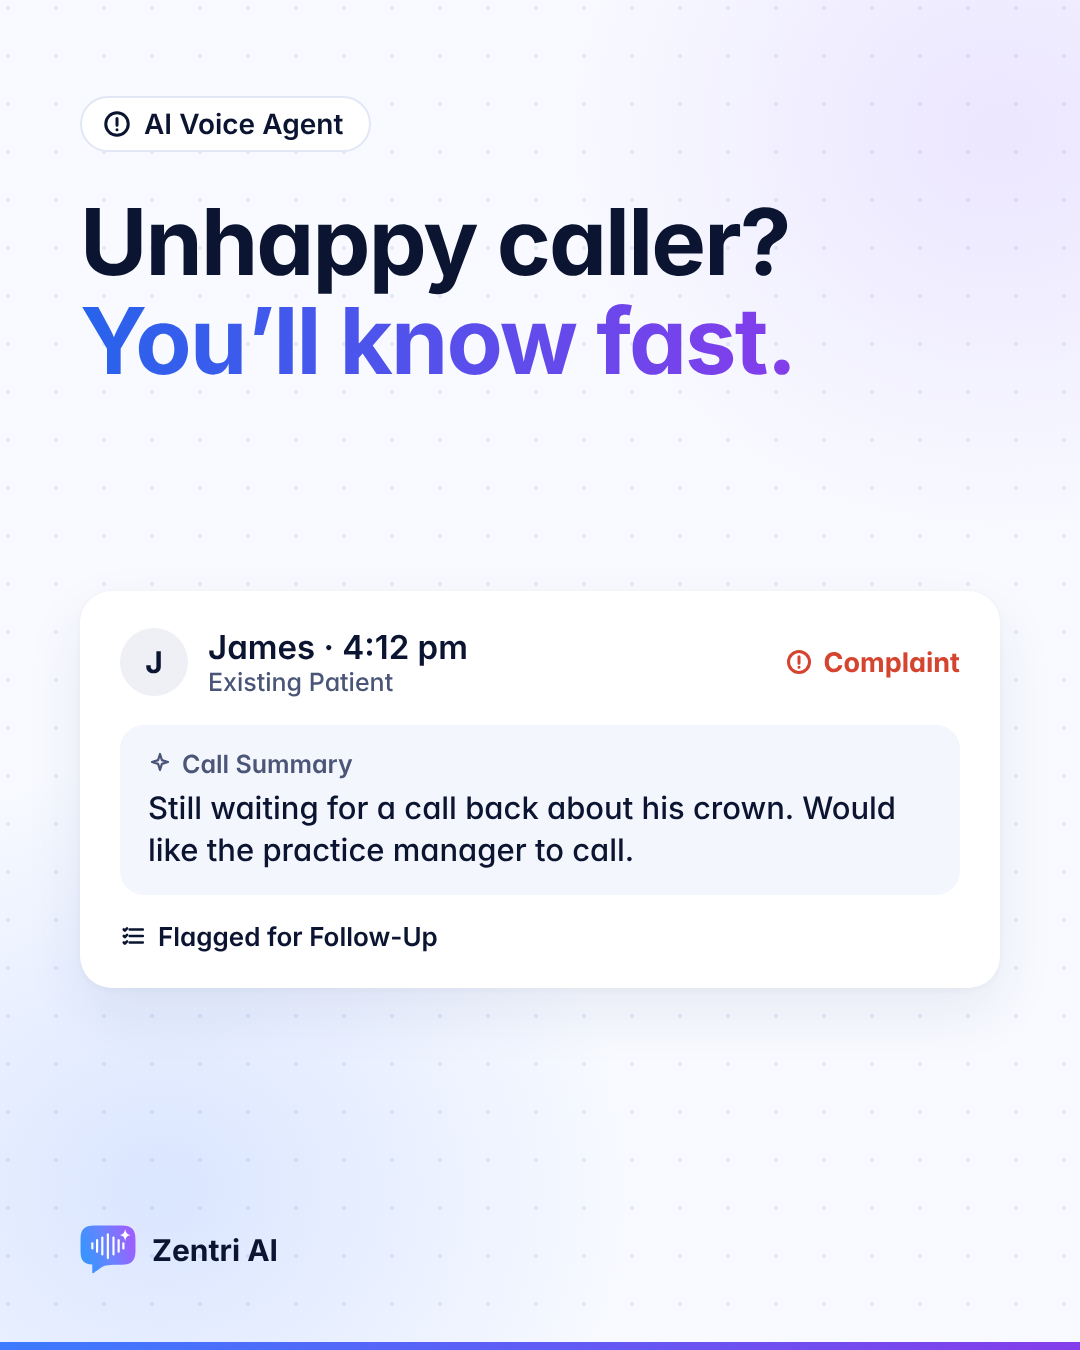 AI Voice Agent
Unhappy caller?
You’ll know fast.
J
James · 4:12 pm
Existing Patient
Complaint
Call Summary
Still waiting for a call back about his crown. Would
like the practice manager to call.
Flagged for Follow-Up
Zentri AI